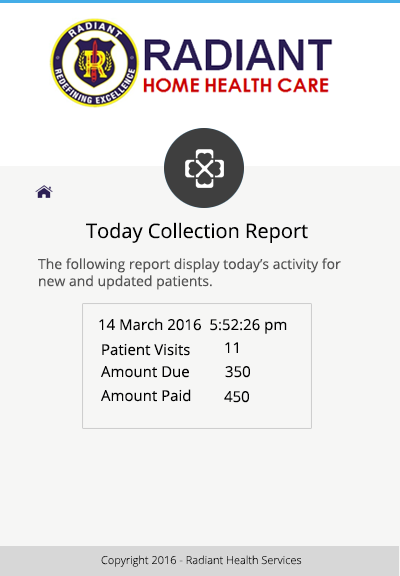 RADIANT
REDEFINING EXCELLENCE
R
RADIANT
HOME HEALTH CARE
Today Collection Report
The following report display today's activity for
new and updated patients.
14 March 2016 5:52:26 pm
Patient Visits 11
Amount Due 350
Amount Paid 450
Copyright 2016 - Radiant Health Services